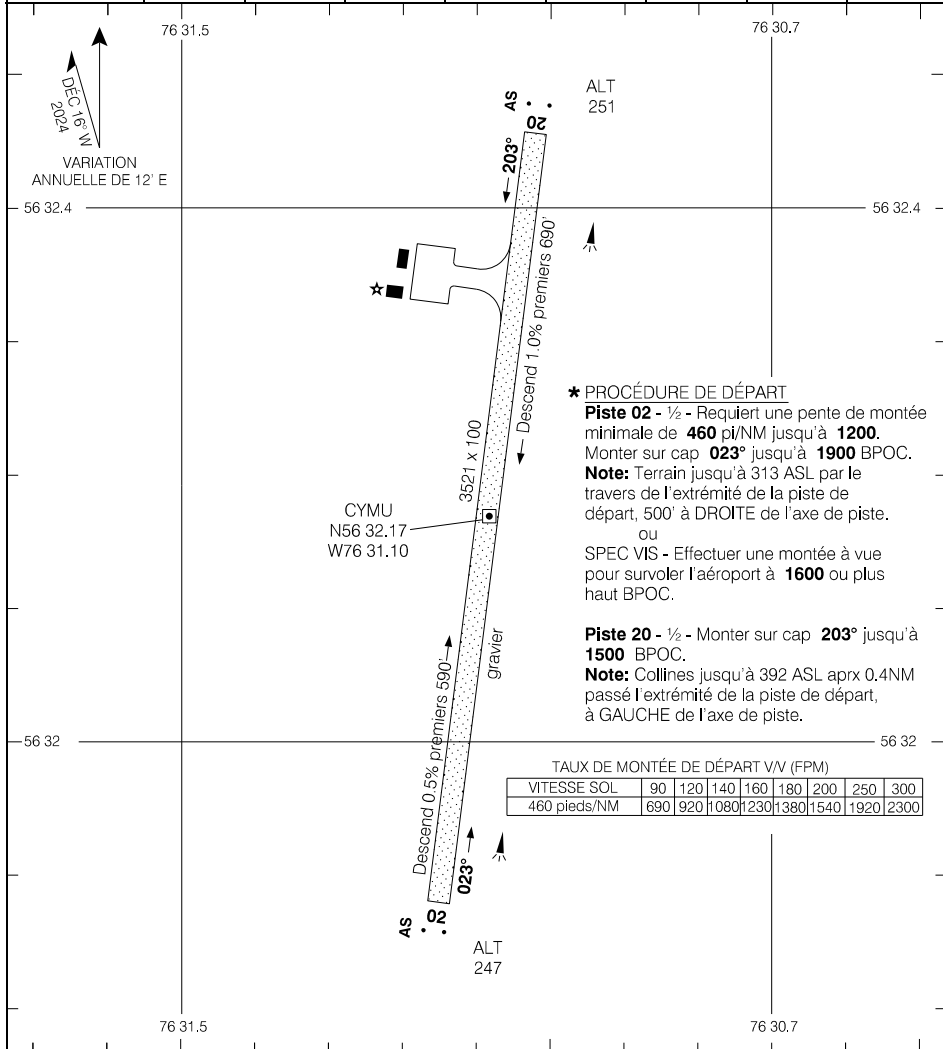 76 31.5
76 30.7
DÉC 16° W
2024
VARIATION
ANNUELLE DE 12' E
ALT
251
AS
20
203°
56 32.4
56 32.4
Descend 1.0% premiers 690'
3521 x 100
CYMU
N56 32.17
W76 31.10
* PROCÉDURE DE DÉPART
Piste 02 - ½ - Requiert une pente de montée
minimale de 460 pi/NM jusqu'à 1200.
Monter sur cap 023° jusqu'à 1900 BPOC.
Note: Terrain jusqu'à 313 ASL par le
travers de l'extrémité de la piste de
départ, 500' à DROITE de l'axe de piste.
ou
SPEC VIS - Effectuer une montée à vue
pour survoler l'aéroport à 1600 ou plus
haut BPOC.
Piste 20 - ½ - Monter sur cap 203° jusqu'à
1500 BPOC.
Note: Collines jusqu'à 392 ASL aprx 0.4NM
passé l'extrémité de la piste de départ,
à GAUCHE de l'axe de piste.
gravier
Descend 0.5% premiers 590'
56 32
56 32
TAUX DE MONTÉE DE DÉPART V/V (FPM)
VITESSE SOL 90 120 140 160 180 200 250 300
460 pieds/NM 690 920 1080 1230 1380 1540 1920 2300
023°
AS
02
ALT
247
76 31.5
76 30.7